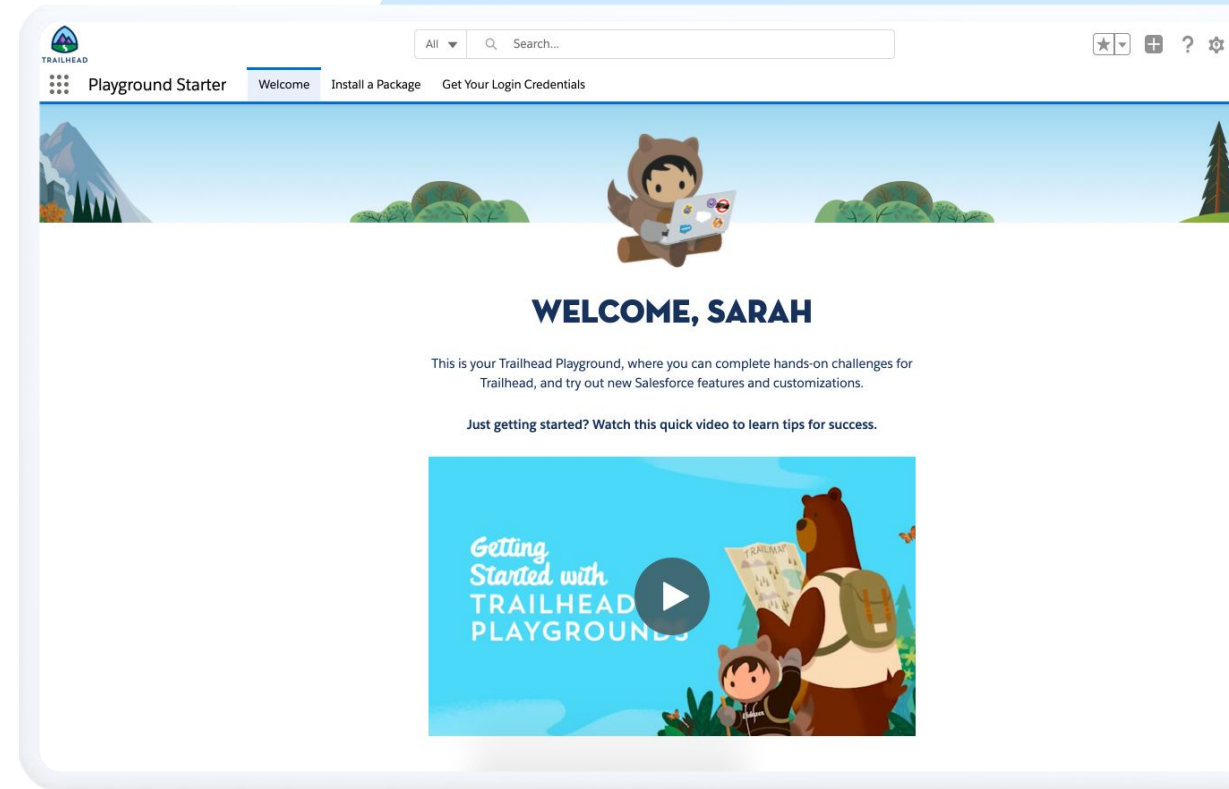 TRAILHEAD
All
Search...
Playground Starter
Welcome
Install a Package
Get Your Login Credentials
WELCOME, SARAH
This is your Trailhead Playground, where you can complete hands-on challenges for
Trailhead, and try out new Salesforce features and customizations.
Just getting started? Watch this quick video to learn tips for success.
Getting
Started with
TRAILHEAD
PLAYGROUNDS
TRAIL MAP